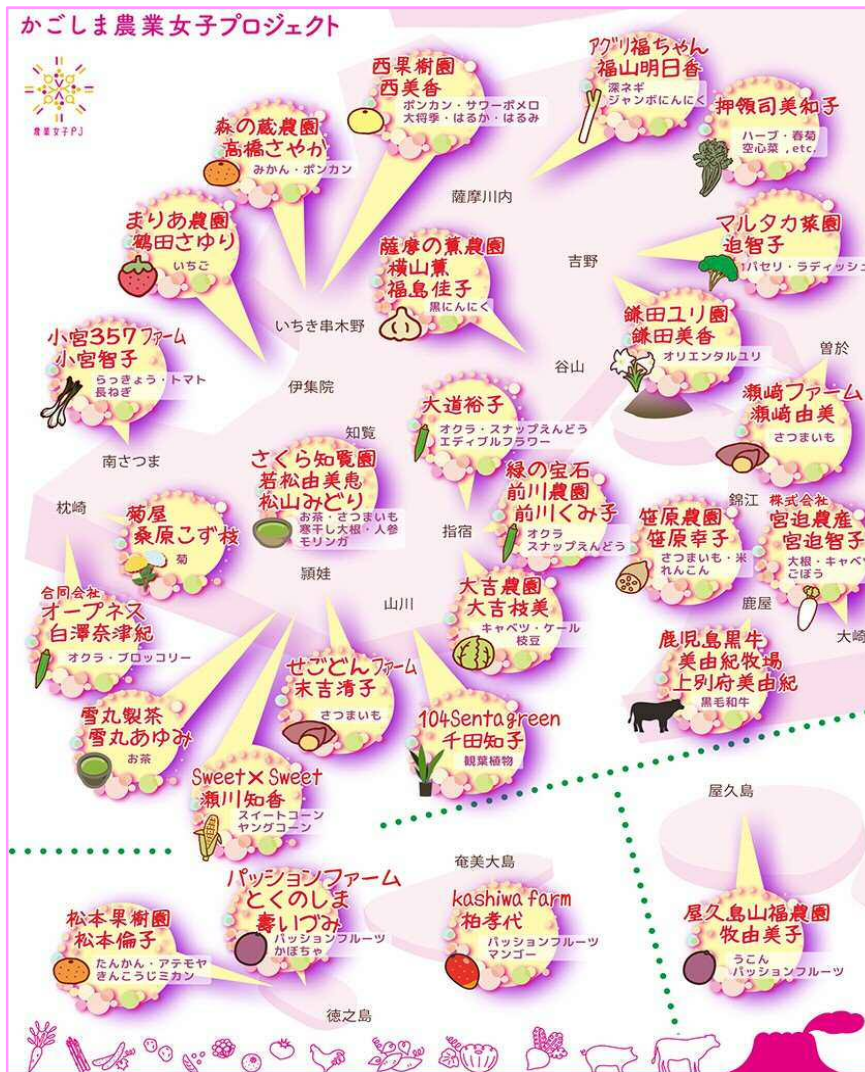 かごしま農業女子プロジェクト
農業女子PJ
西果樹園
西美香
ポンカン・サワーポメロ
大将季・はるか・はるみ
アグリ福ちゃん
福山明日香
深ネギ
ジャンボにんにく
押領司美知子
ハーブ・春菊
空心菜 ,etc.
森の蔵農園
高橋さやか
みかん・ポンカン
薩摩川内
まりあ農園
鶴田さゆり
いちご
薩摩の薫農園
横山薫
福島佳子
黒にんにく
吉野
マルタカ菜園
迫智子
パセリ・ラディッシュ
いちき串木野
鎌田ユリ園
鎌田美香
オリエンタルユリ
小宮357ファーム
小宮智子
らっきょう・トマト
長ねぎ
伊集院
谷山
曽於
瀬﨑ファーム
瀬﨑由美
さつまいも
大道裕子
オクラ・スナップえんどう
エディブルフラワー
南さつま
知覧
さくら知覧園
若松由美恵
松山みどり
お茶・さつまいも
寒干し大根・人参
モリンガ
緑の宝石
前川農園
前川くみ子
オクラ
スナップえんどう
錦江
枕崎
菊屋
桑原こず枝
菊
指宿
笹原農園
笹原幸子
さつまいも・米
れんこん
株式会社
宮迫農産
宮迫智子
大根・キャベツ
ごぼう
頴娃
山川
大吉農園
大吉枝美
キャベツ・ケール
枝豆
鹿屋
大崎
合同会社
オープネス
白澤奈津紀
オクラ・ブロッコリー
鹿児島黒牛
美由紀牧場
上別府美由紀
黒毛和牛
せごどんファーム
末吉清子
さつまいも
雪丸製茶
雪丸あゆみ
お茶
104Sentagreen
千田知子
観葉植物
Sweet×Sweet
瀬川知香
スイートコーン
ヤングコーン
屋久島
奄美大島
パッションファーム
とくのしま
壽いづみ
パッションフルーツ
かぼちゃ
kashiwa farm
柏孝代
パッションフルーツ
マンゴー
松本果樹園
松本倫子
たんかん・アテモヤ
きんこうじミカン
屋久島山福農園
牧由美子
うこん
パッションフルーツ
徳之島